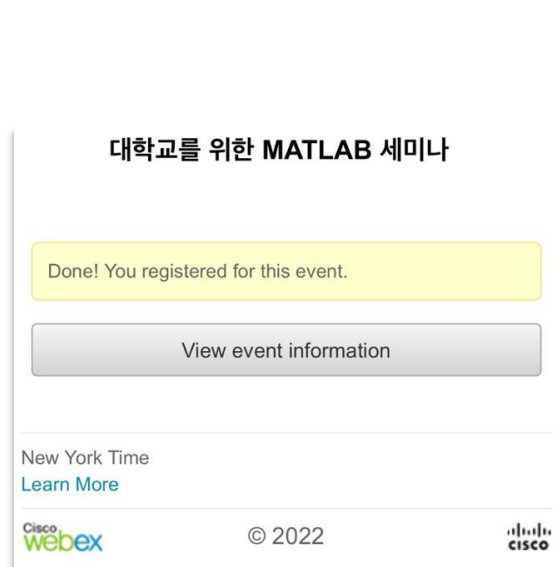 대학교를 위한 MATLAB 세미나
Done! You registered for this event.
View event information
New York Time
Learn More
Cisco webex
© 2022
CISCO